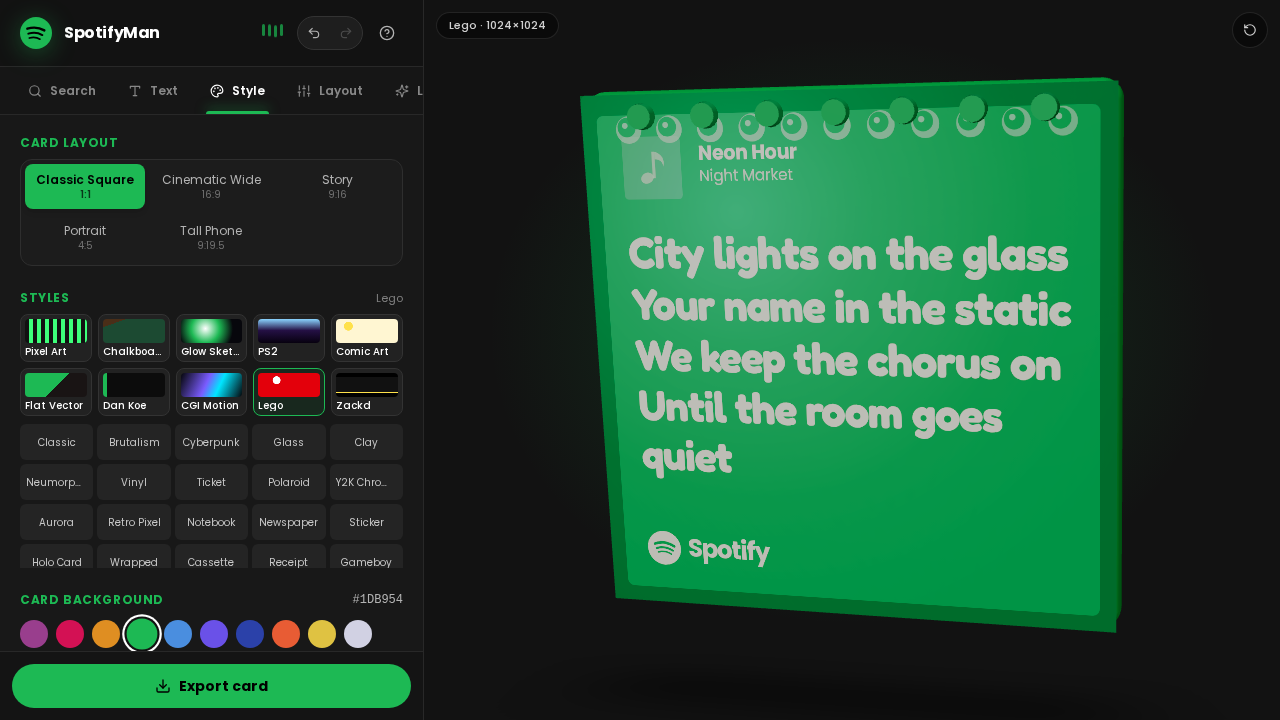 SpotifyMan
Search
Text
Style
Layout
L
CARD LAYOUT
Classic Square
1:1
Cinematic Wide
16:9
Story
9:16
Portrait
4:5
Tall Phone
9:19.5
STYLES
Lego
Pixel Art
Chalkboa...
Glow Sket...
PS2
Comic Art
Flat Vector
Dan Koe
CGI Motion
Lego
Zackd
Classic
Brutalism
Cyberpunk
Glass
Clay
Neumorp...
Vinyl
Ticket
Polaroid
Y2K Chro...
Aurora
Retro Pixel
Notebook
Newspaper
Sticker
Holo Card
Wrapped
Cassette
Receipt
Gameboy
CARD BACKGROUND
#1DB954
Export card
Lego · 1024×1024
Neon Hour
Night Market
City lights on the glass
Your name in the static
We keep the chorus on
Until the room goes
quiet
Spotify